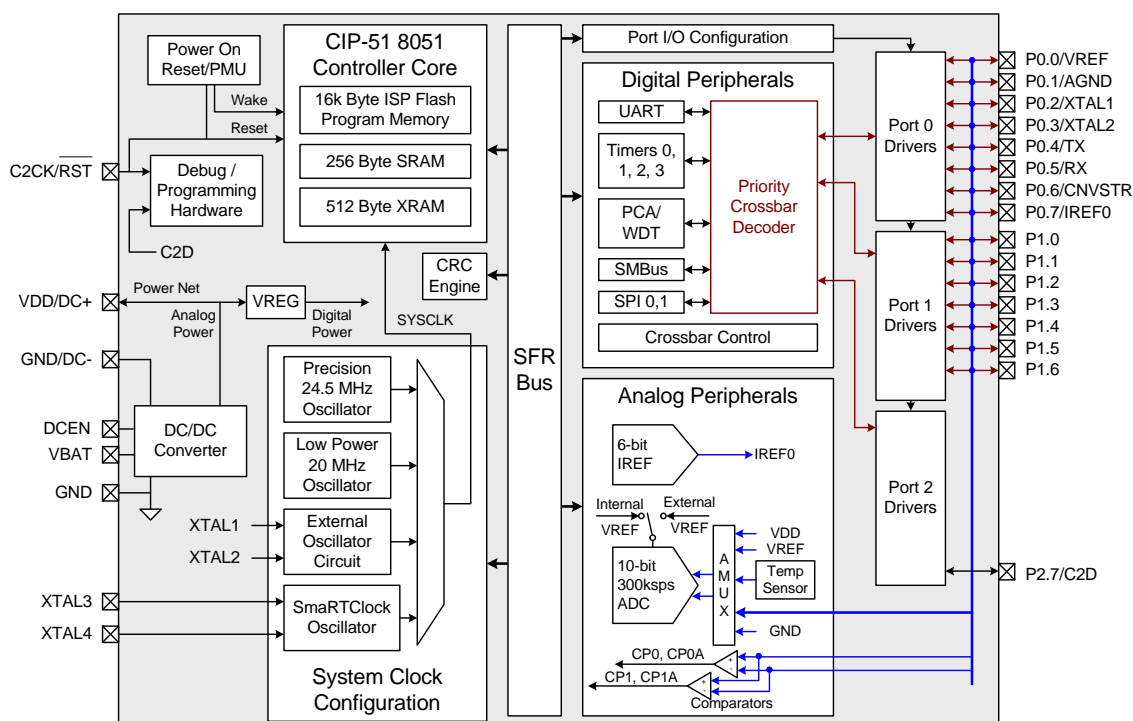 Power On
Reset/PMU
Wake
Reset
C2CK/RST
Debug /
Programming
Hardware
C2D
CIP-51 8051
Controller Core
16k Byte ISP Flash
Program Memory
256 Byte SRAM
512 Byte XRAM
VDD/DC+
Power Net
Analog
Power
VREG
Digital
Power
CRC
Engine
SYSCLK
GND/DC-
DCEN
VBAT
GND
DC/DC
Converter
XTAL1
XTAL2
XTAL3
XTAL4
Precision
24.5 MHz
Oscillator
Low Power
20 MHz
Oscillator
External
Oscillator
Circuit
SmaRTClock
Oscillator
System Clock
Configuration
SFR
Bus
Port I/O Configuration
Digital Peripherals
UART
Timers 0,
1, 2, 3
PCA/
WDT
SMBus
SPI 0,1
Priority
Crossbar
Decoder
Crossbar Control
Analog Peripherals
6-bit
IREF
IREF0
Internal
VREF
External
VREF
10-bit
300ksps
ADC
A
M
U
X
VDD
VREF
Temp
Sensor
GND
CP0, CP0A
+
-
CP1, CP1A
+
-
Comparators
Port 0
Drivers
Port 1
Drivers
Port 2
Drivers
P0.0/VREF
P0.1/AGND
P0.2/XTAL1
P0.3/XTAL2
P0.4/TX
P0.5/RX
P0.6/CNVSTR
P0.7/IREF0
P1.0
P1.1
P1.2
P1.3
P1.4
P1.5
P1.6
P2.7/C2D